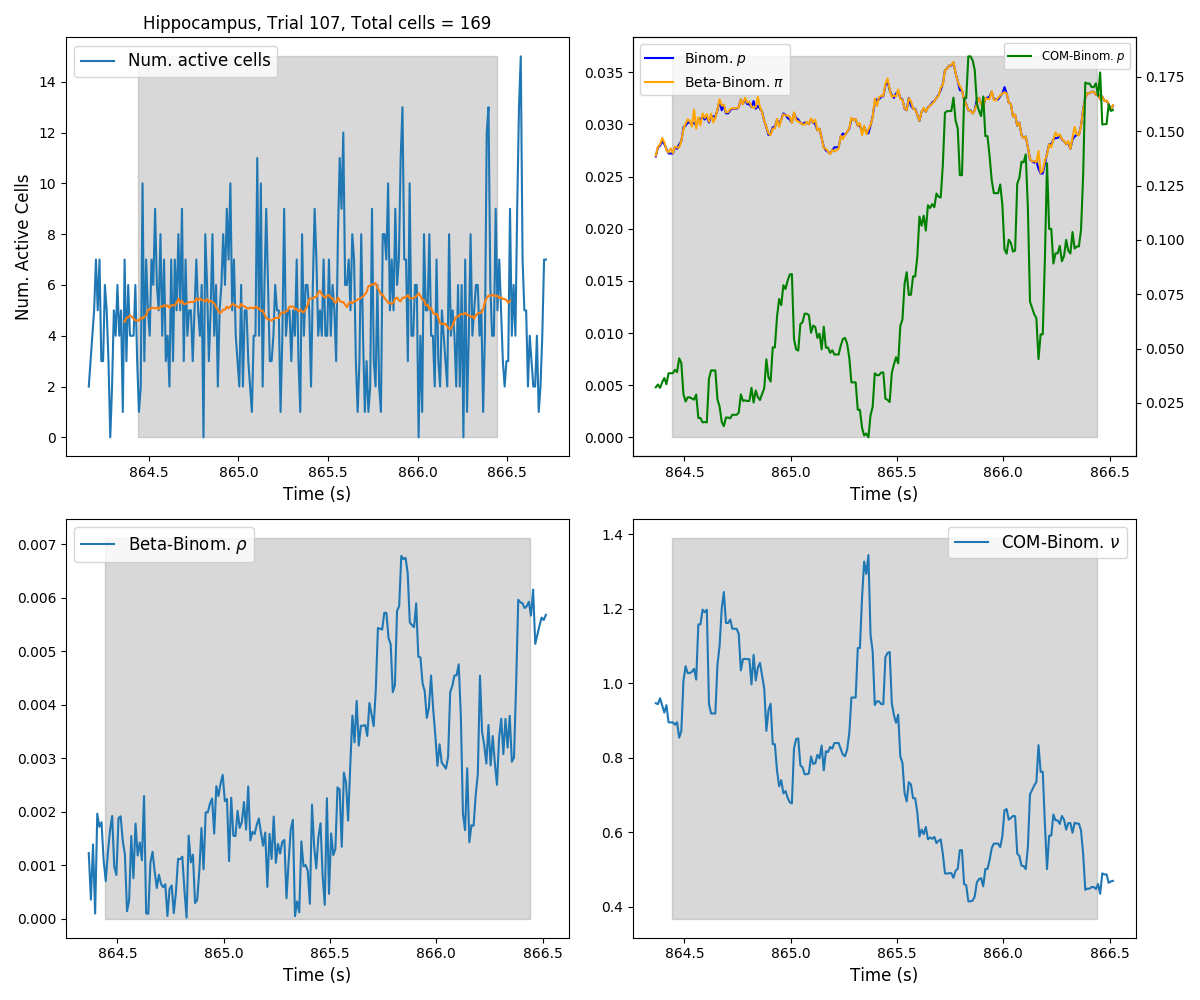 Hippocampus, Trial 107, Total cells = 169
Num. active cells
Num. Active Cells
14
12
10
8
6
4
2
0
864.5 865.0 865.5 866.0 866.5
Time (s)
Binom. p
Beta-Binom. π
COM-Binom. p
0.035
0.030
0.025
0.020
0.015
0.010
0.005
0.000
0.175
0.150
0.125
0.100
0.075
0.050
0.025
864.5 865.0 865.5 866.0 866.5
Time (s)
Beta-Binom. ρ
0.007
0.006
0.005
0.004
0.003
0.002
0.001
0.000
864.5 865.0 865.5 866.0 866.5
Time (s)
COM-Binom. ν
1.4
1.2
1.0
0.8
0.6
0.4
864.5 865.0 865.5 866.0 866.5
Time (s)